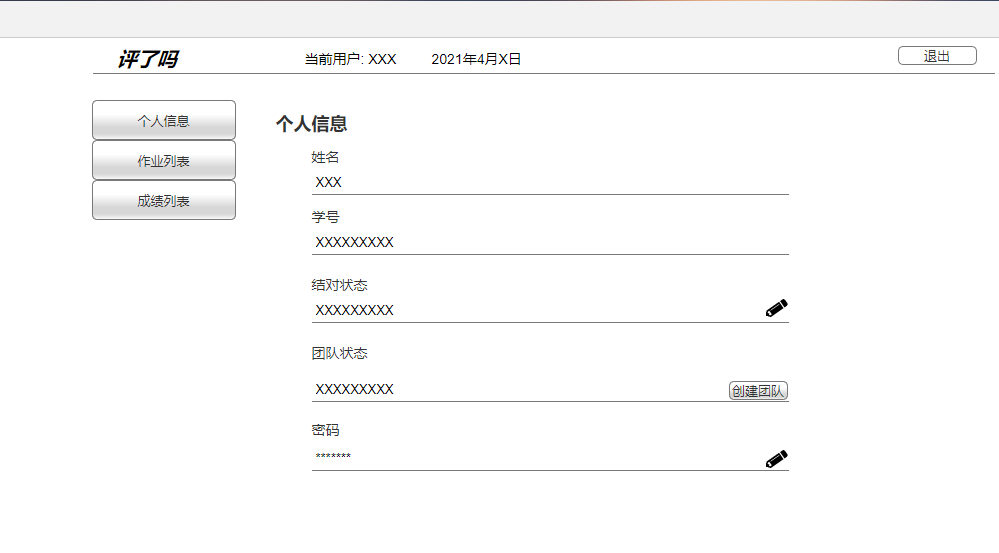 评了吗 当前用户: XXX 2021年4月X日 退出
个人信息
作业列表
成绩列表
个人信息
姓名
XXX
学号
XXXXXXXXX
结对状态
XXXXXXXXX
团队状态
XXXXXXXXX 创建团队
密码
*******